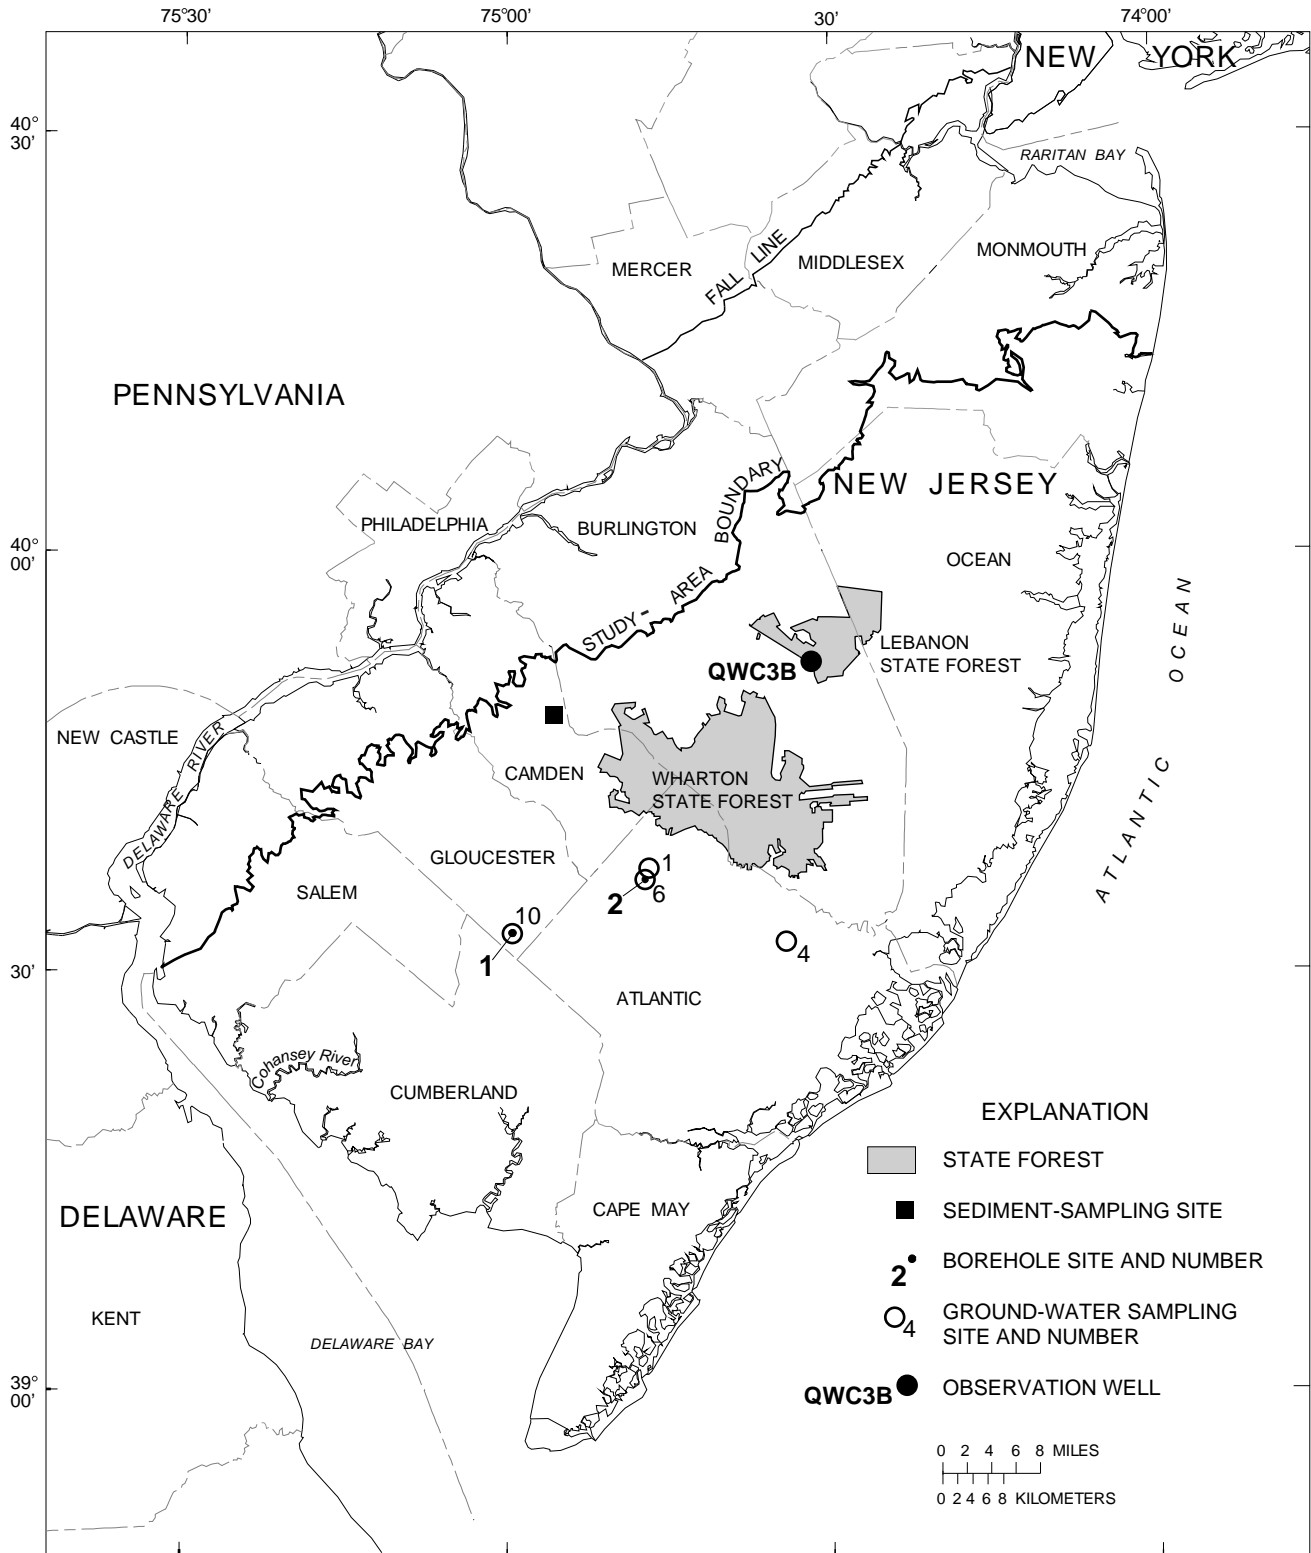 75°30’
75°00’
30’
74°00’
NEW YORK
40°
30’
RARITAN BAY
FALL LINE
MERCER
MIDDLESEX
MONMOUTH
PENNSYLVANIA
STUDY-AREA BOUNDARY
NEW JERSEY
PHILADELPHIA
BURLINGTON
40°
00’
OCEAN
LEBANON
STATE FOREST
QWC3B
ATLANTIC OCEAN
NEW CASTLE
DELAWARE RIVER
CAMDEN
WHARTON
STATE FOREST
GLOUCESTER
1
6
2
SALEM
10
1
4
30’
ATLANTIC
Cohansey River
CUMBERLAND
CAPE MAY
DELAWARE
KENT
DELAWARE BAY
39°
00’
EXPLANATION
STATE FOREST
SEDIMENT-SAMPLING SITE
2 BOREHOLE SITE AND NUMBER
4 GROUND-WATER SAMPLING
SITE AND NUMBER
QWC3B OBSERVATION WELL
0 2 4 6 8 MILES
0 2 4 6 8 KILOMETERS